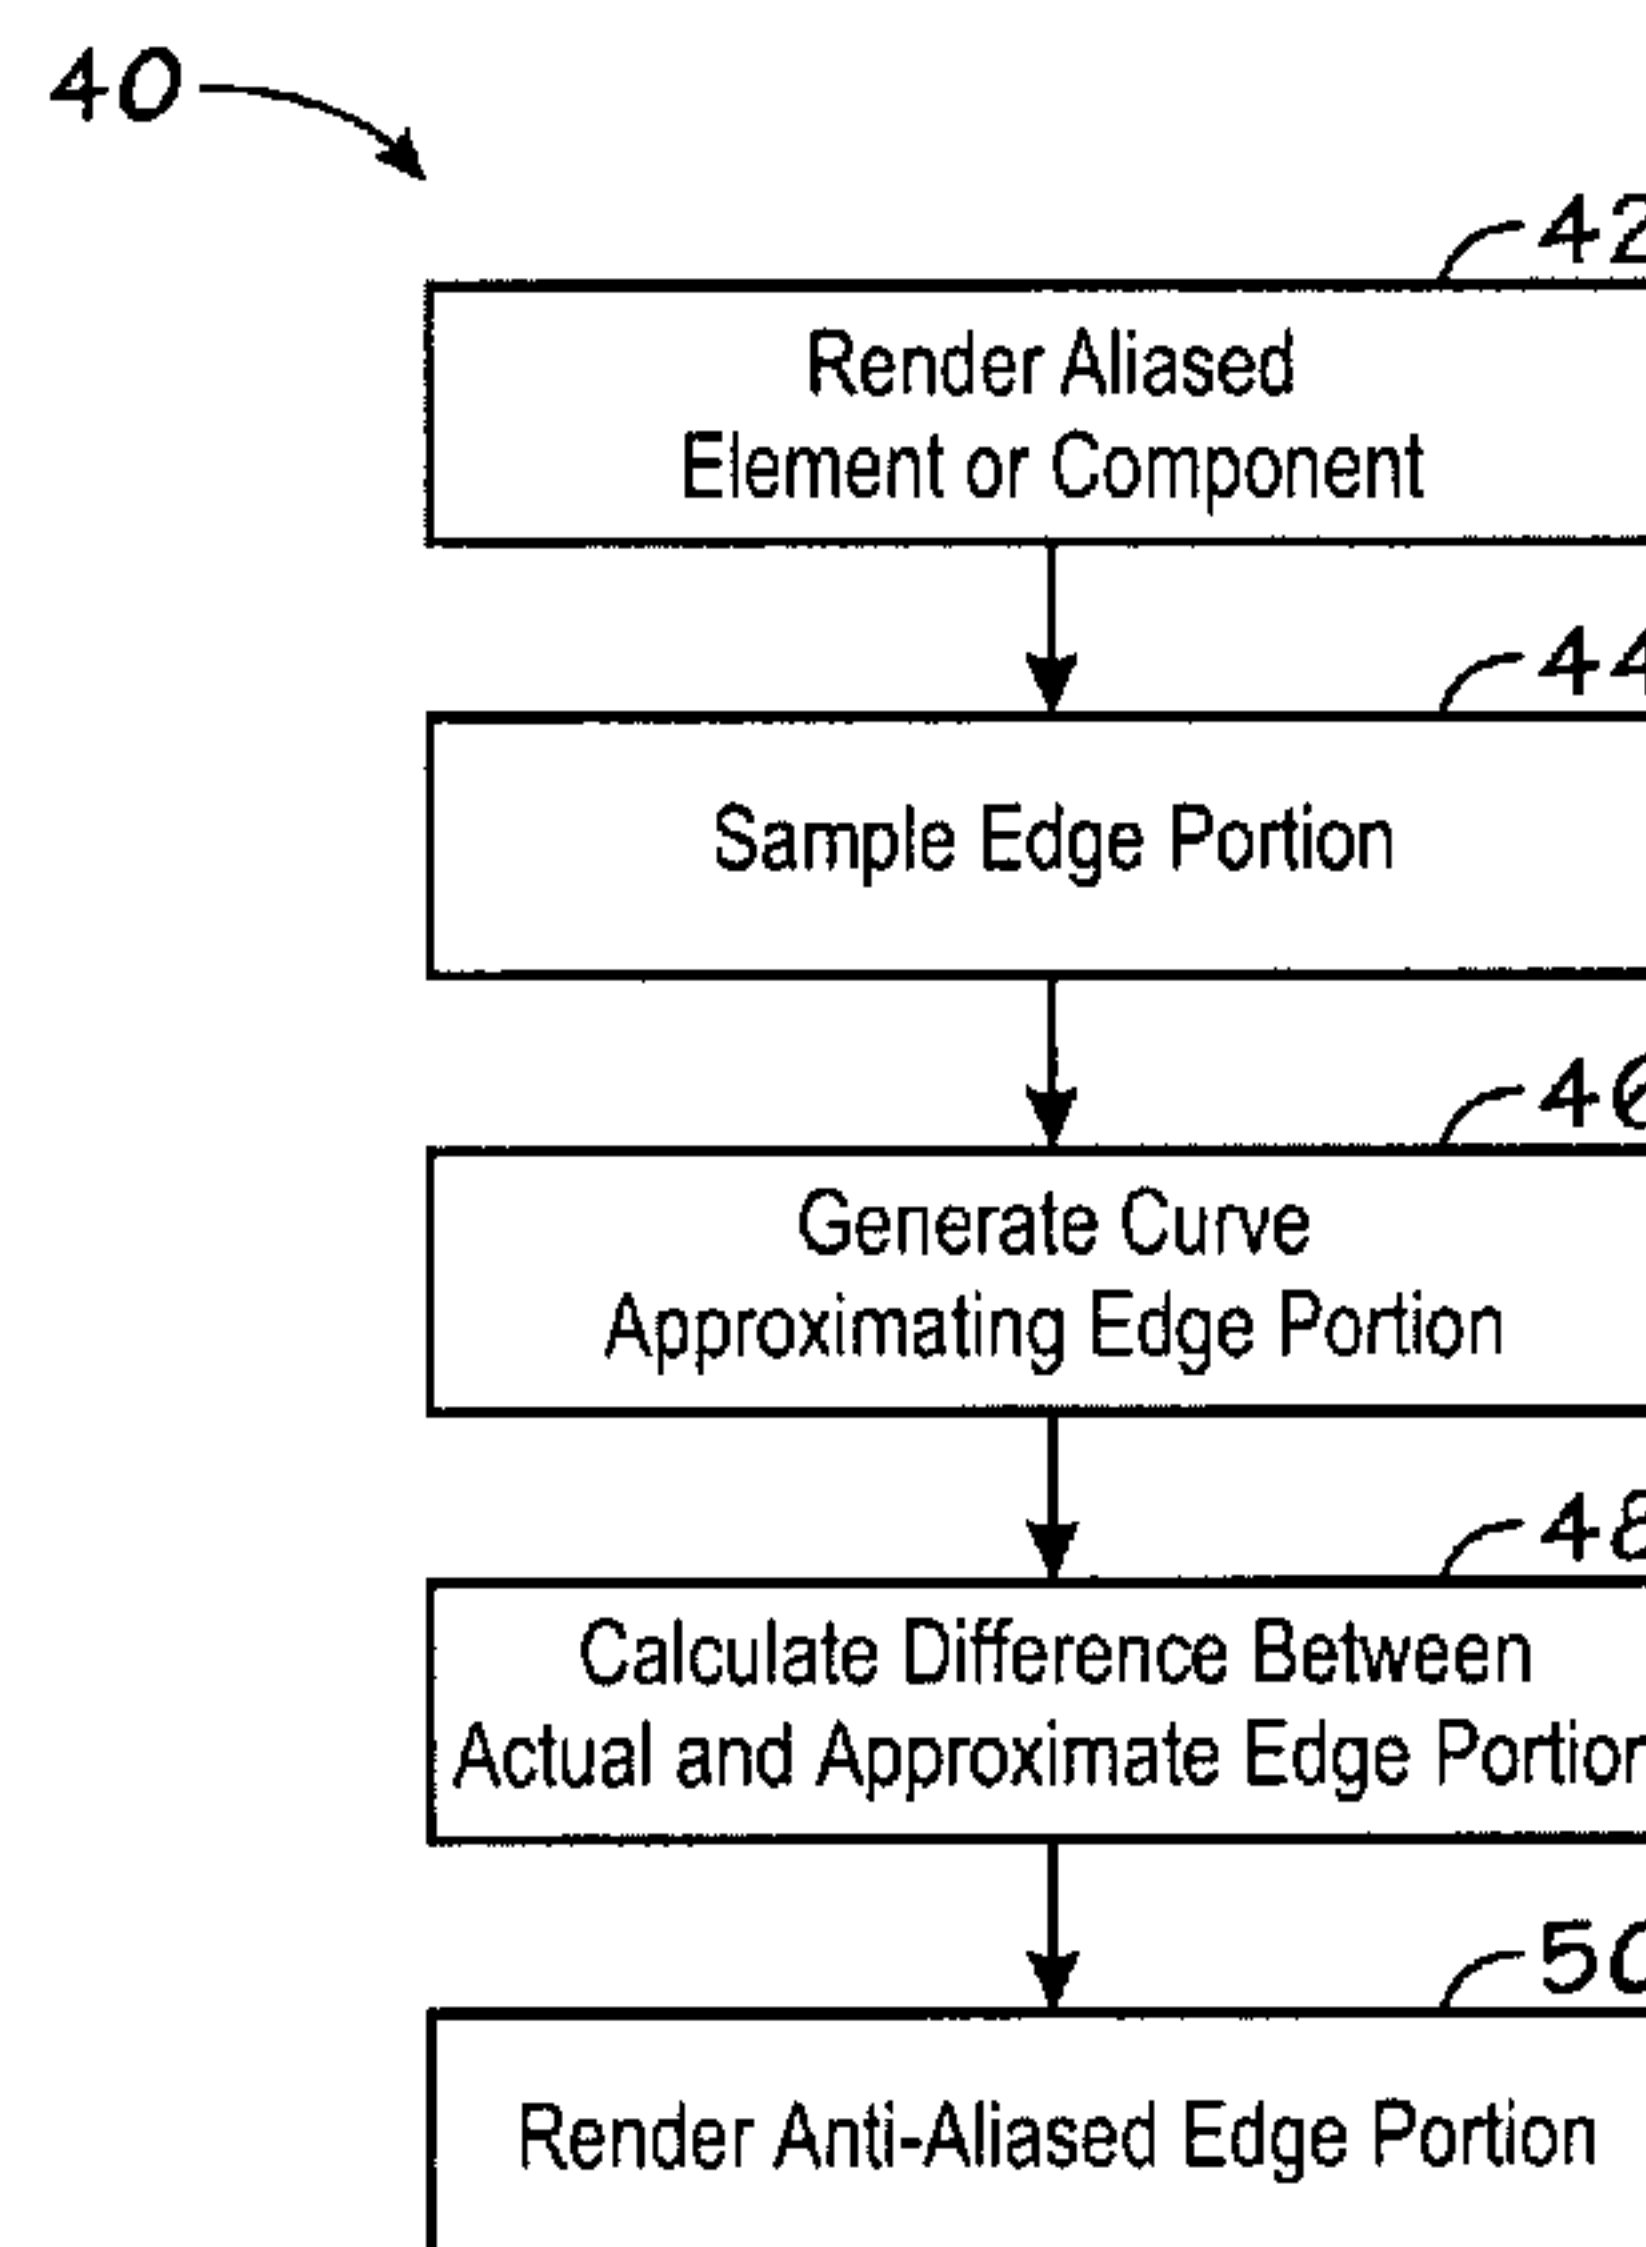 40
42
Render Aliased
Element or Component
44
Sample Edge Portion
46
Generate Curve
Approximating Edge Portion
48
Calculate Difference Between
Actual and Approximate Edge Portion
50
Render Anti-Aliased Edge Portion